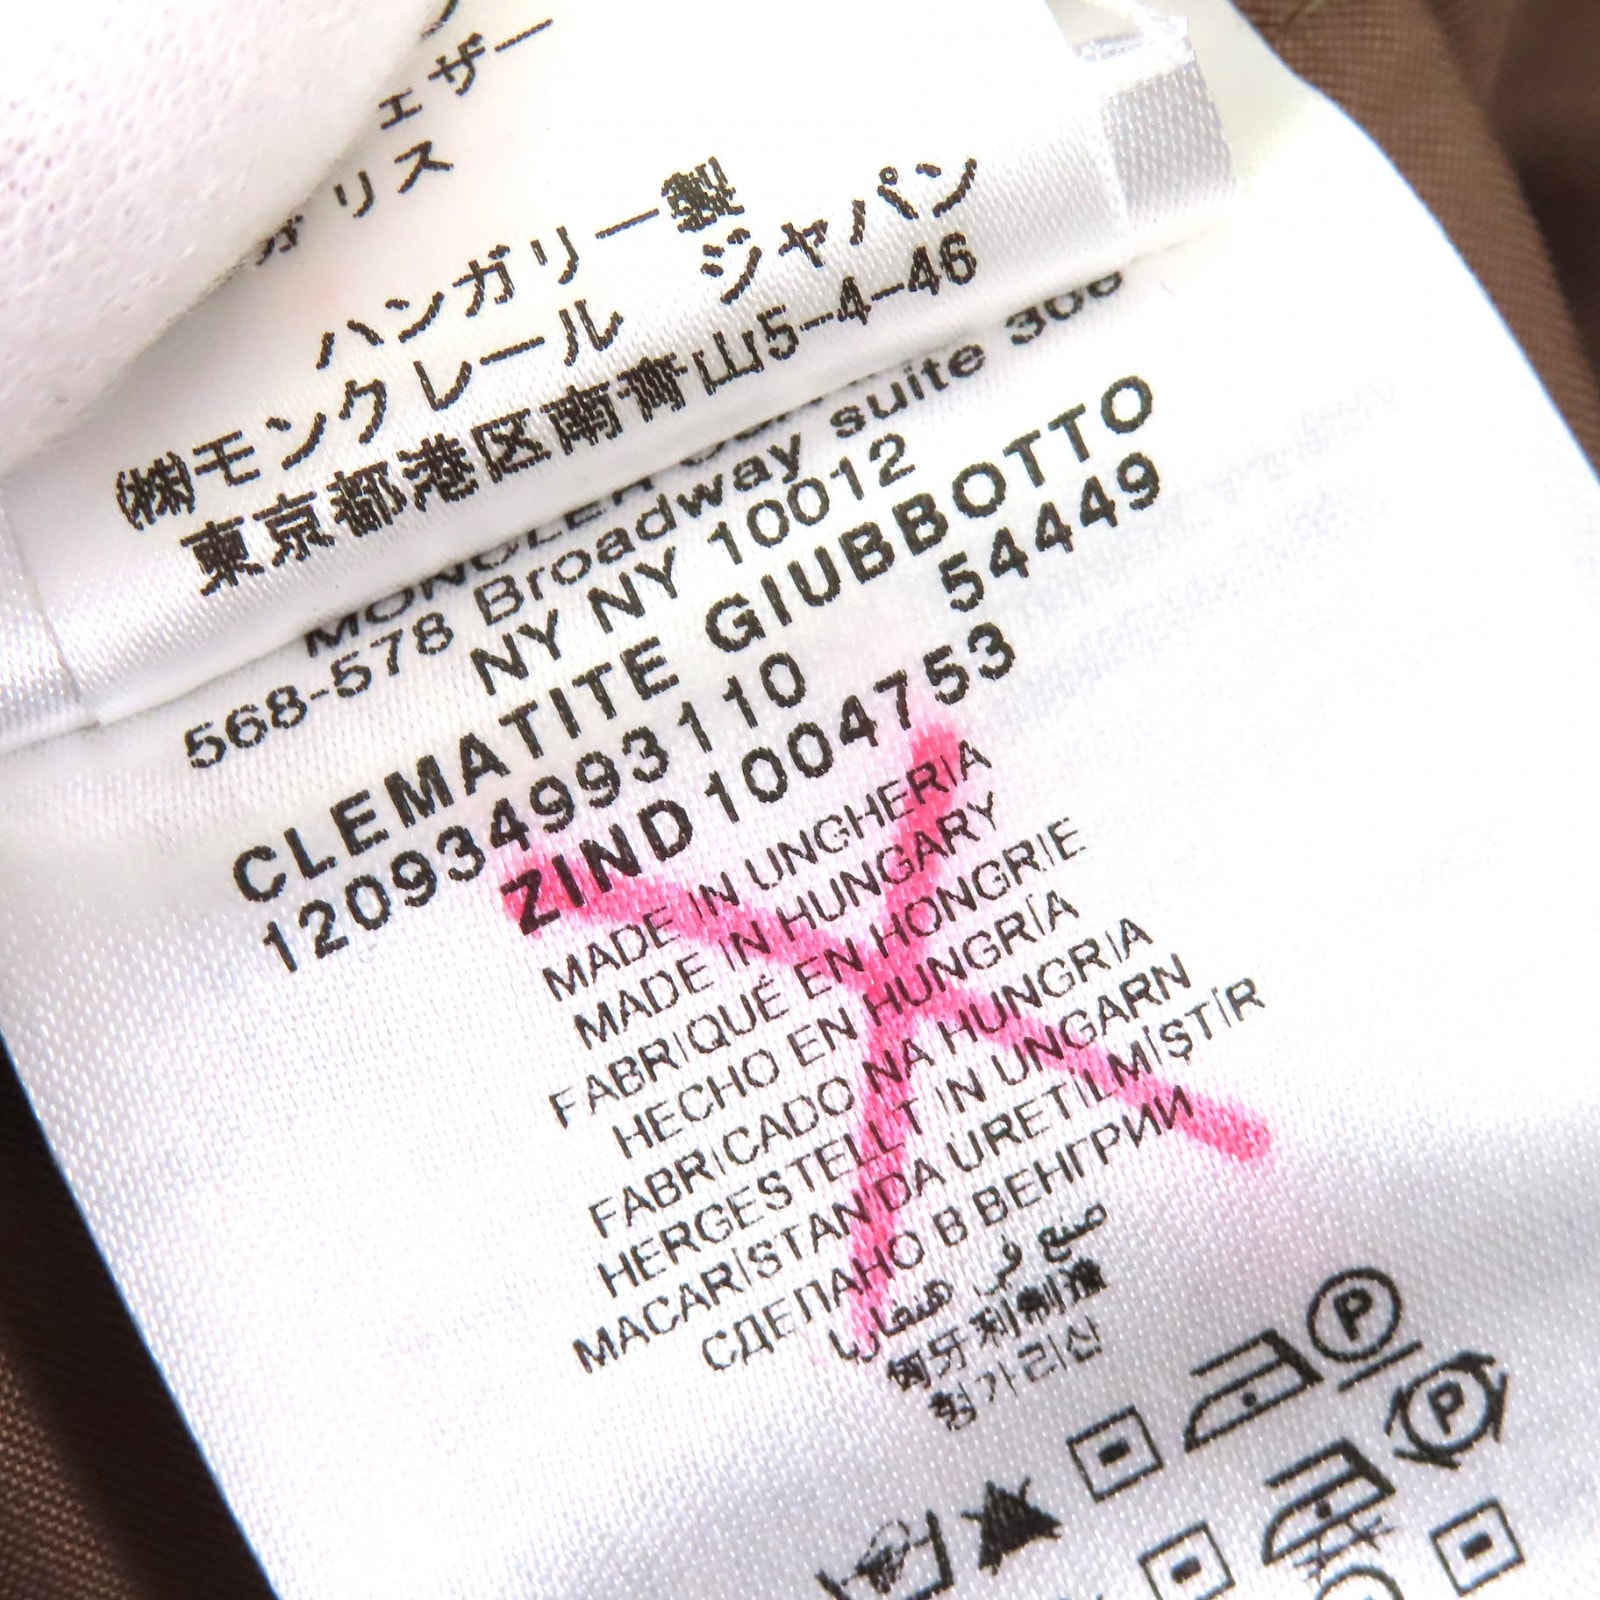 ェザー
リス
ハンガリー製
㈱モンクレール ジャパン
東京都港区南青山5-4-46
MONCLER
568-578 Broadway suite 306
NY NY 10012
CLEMATITE GIUBBOTTO
120934993110 54449
ZIND 1004753
MADE IN UNGHERIA
MADE IN HUNGARY
FABRIQUÉ EN HONGRIE
HECHO EN HUNGRÍA
FABRICADO NA HUNGRIA
HERGESTELLT IN UNGARN
MACARİSTAN'DA ÜRETİLMİŞTİR
СДЕЛАНО В ВЕНГРИИ
صنع في
匈牙利制造
헝가리산
P
P